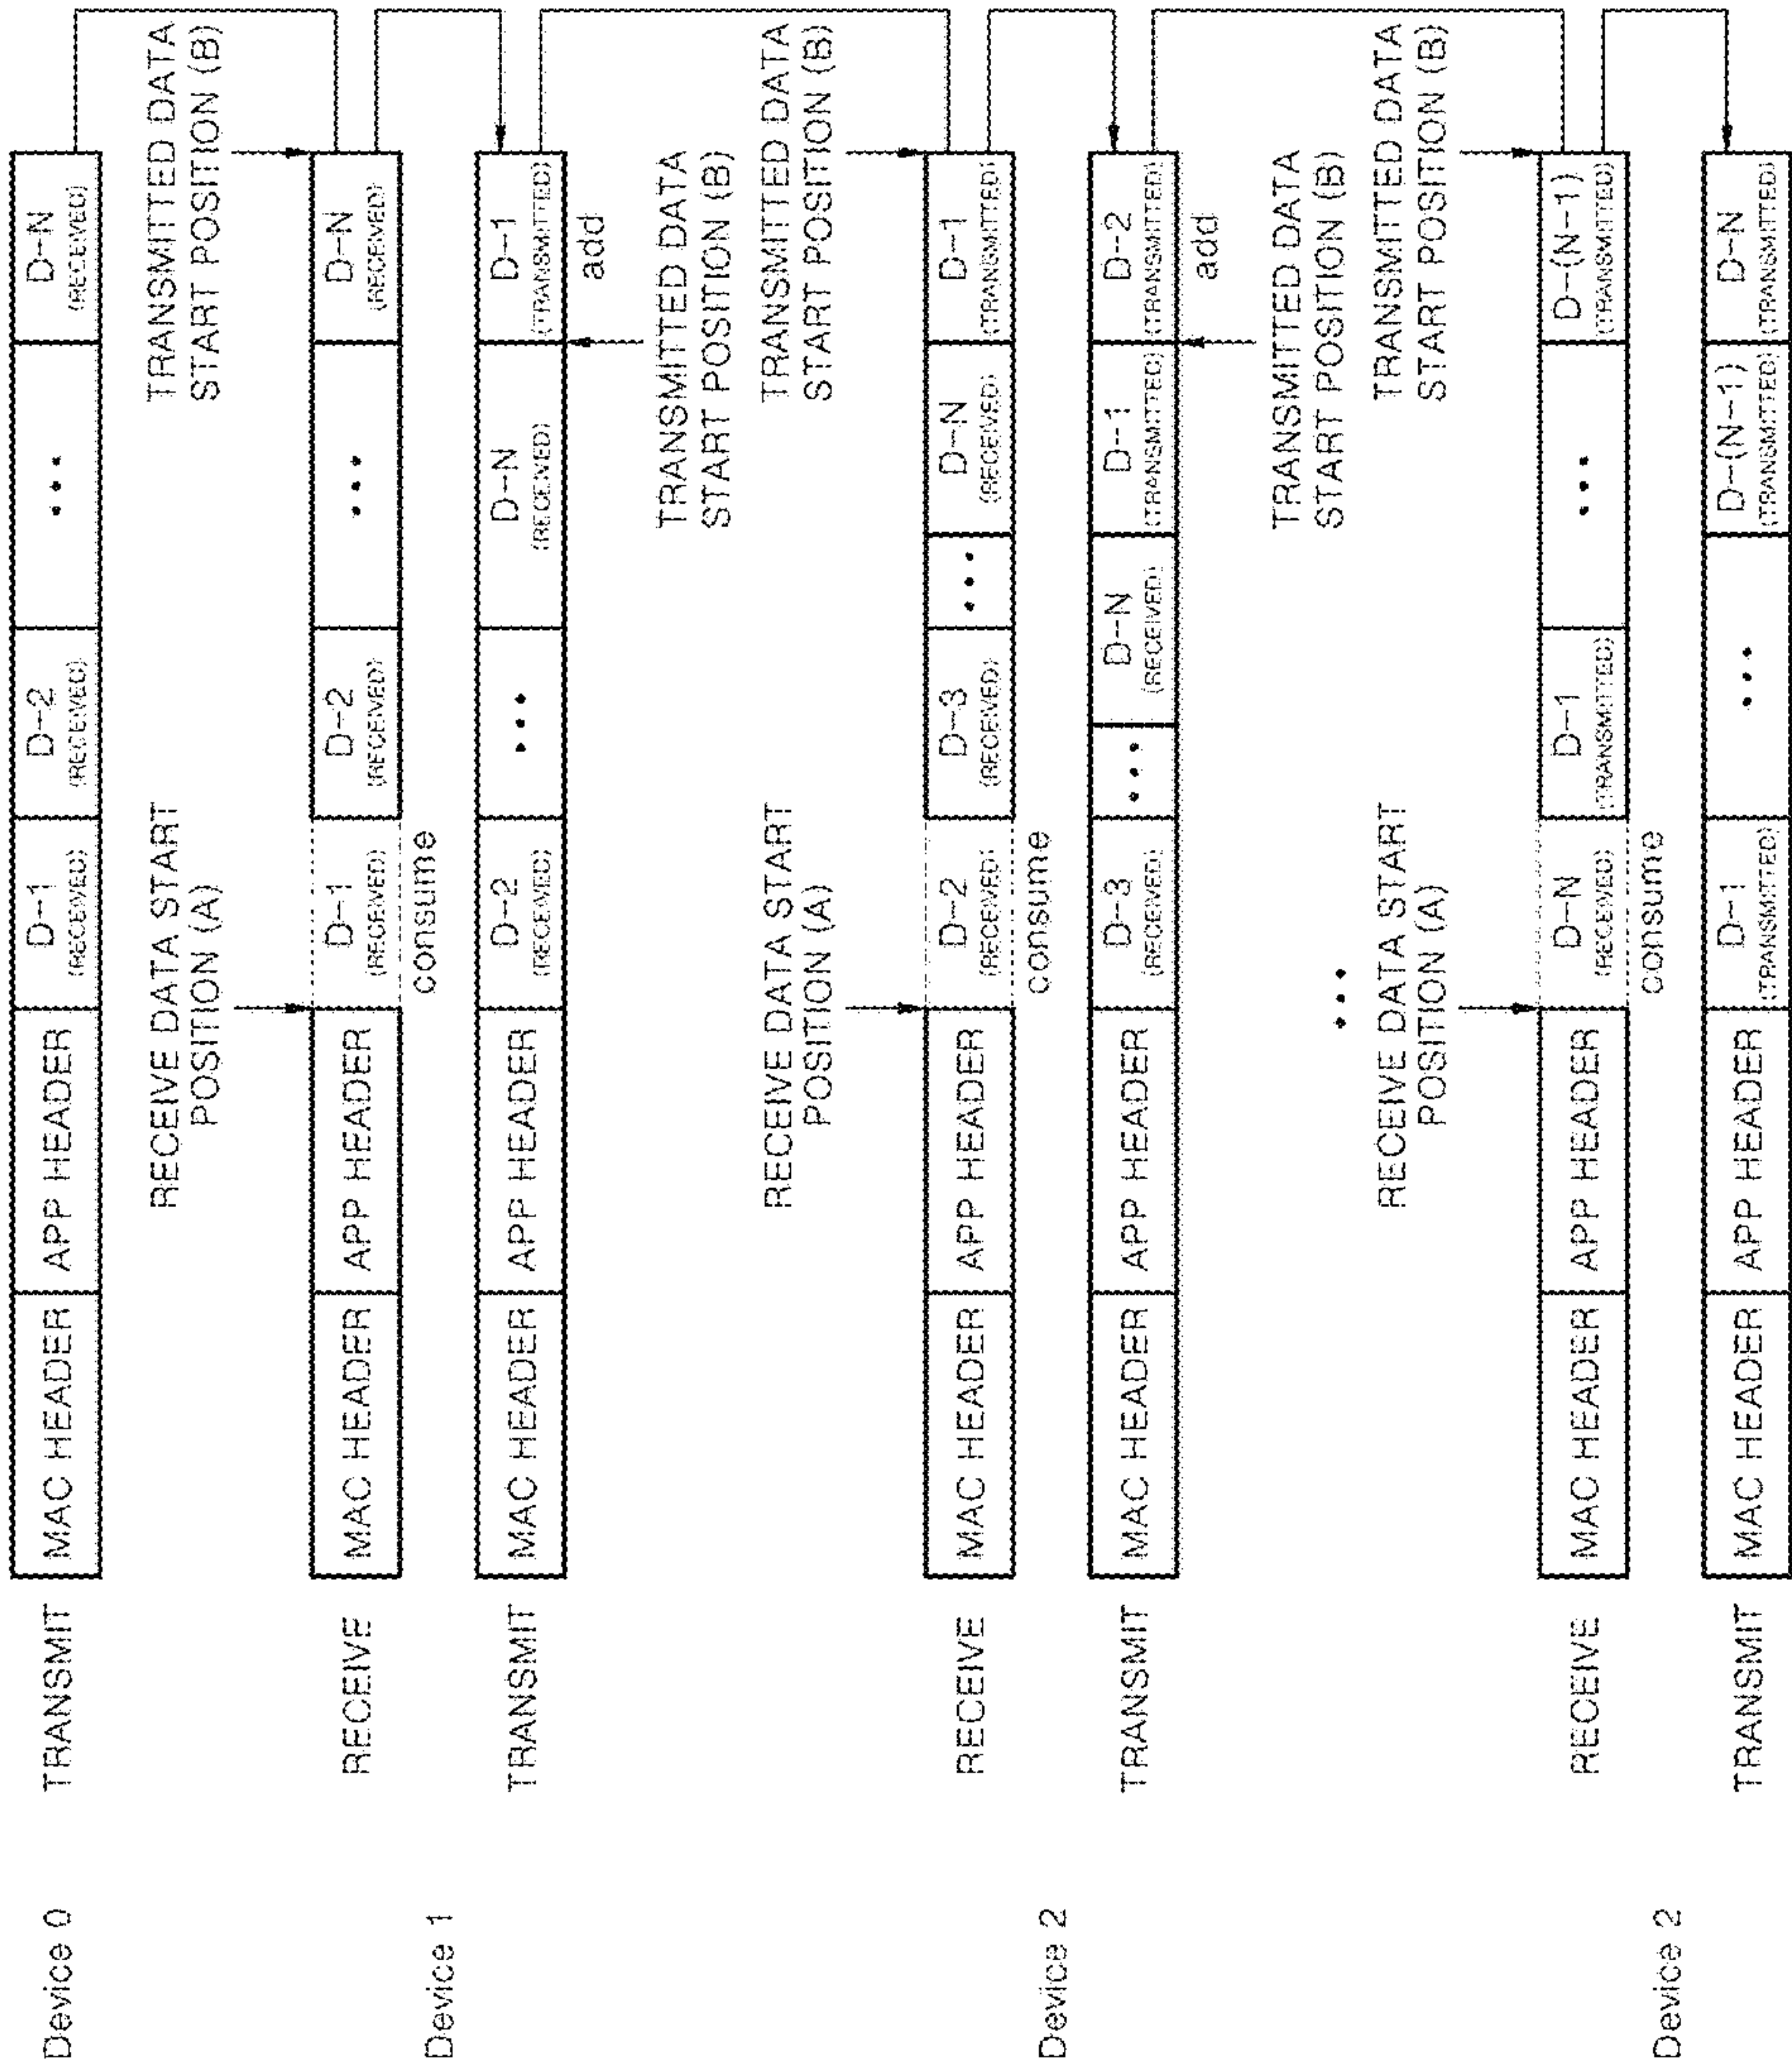 Device 0
TRANSMIT
MAC HEADER
APP HEADER
D-1
(RECEIVED)
D-2
(RECEIVED)
•••
D-N
(RECEIVED)
RECEIVE DATA START
POSITION (A)
TRANSMITTED DATA
START POSITION (B)
Device 1
RECEIVE
MAC HEADER
APP HEADER
D-1
(RECEIVED)
D-2
(RECEIVED)
•••
D-N
(RECEIVED)
consume
TRANSMIT
MAC HEADER
APP HEADER
D-2
(RECEIVED)
•••
D-N
(RECEIVED)
D-1
(TRANSMITTED)
add
TRANSMITTED DATA
START POSITION (B)
RECEIVE DATA START
POSITION (A)
TRANSMITTED DATA
START POSITION (B)
Device 2
RECEIVE
MAC HEADER
APP HEADER
D-2
(RECEIVED)
D-3
(RECEIVED)
•••
D-N
(RECEIVED)
D-1
(TRANSMITTED)
consume
TRANSMIT
MAC HEADER
APP HEADER
D-3
(RECEIVED)
•••
D-N
(RECEIVED)
D-1
(TRANSMITTED)
D-2
(TRANSMITTED)
add
TRANSMITTED DATA
START POSITION (B)
•••
RECEIVE DATA START
POSITION (A)
TRANSMITTED DATA
START POSITION (B)
Device 2
RECEIVE
MAC HEADER
APP HEADER
D-N
(RECEIVED)
D-1
(TRANSMITTED)
•••
D-(N-1)
(TRANSMITTED)
consume
TRANSMIT
MAC HEADER
APP HEADER
D-1
(TRANSMITTED)
•••
D-(N-1)
(TRANSMITTED)
D-N
(TRANSMITTED)